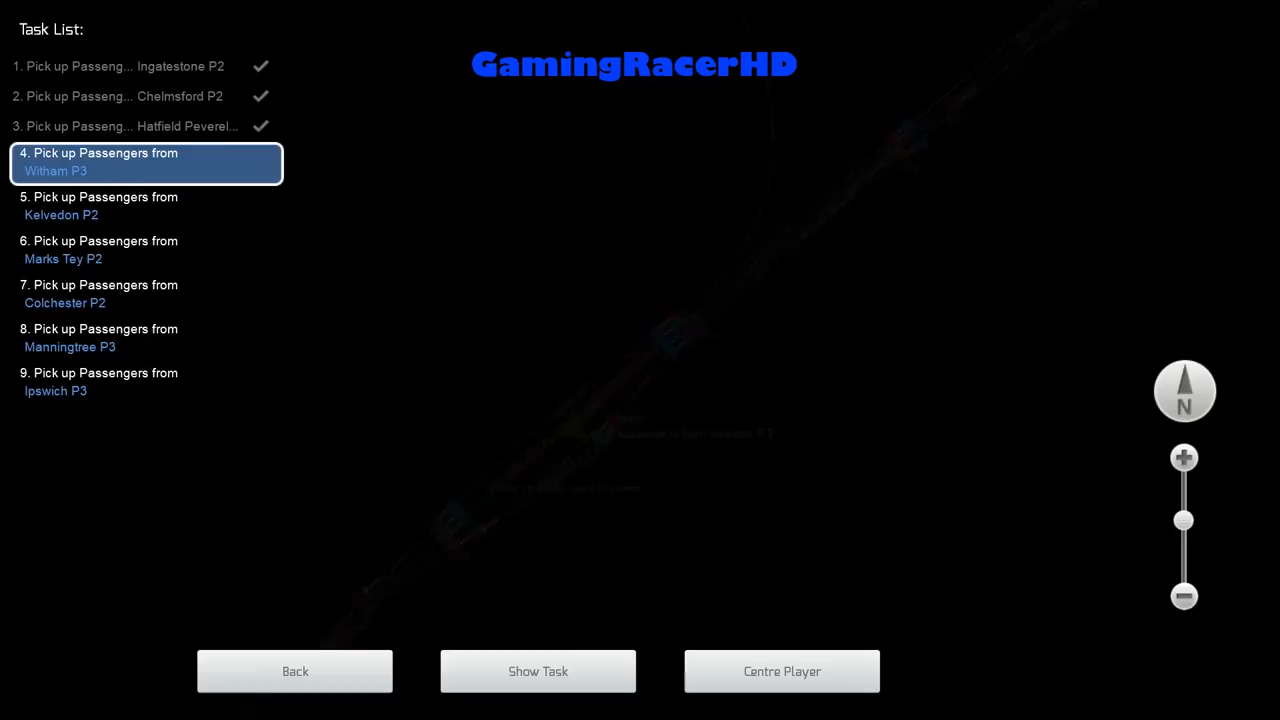 Task List:
GamingRacerHD
1. Pick up Passeng... Ingatestone P2
2. Pick up Passeng... Chelmsford P2
3. Pick up Passeng... Hatfield Peverel...
4. Pick up Passengers from
Witham P3
5. Pick up Passengers from
Kelvedon P2
6. Pick up Passengers from
Marks Tey P2
7. Pick up Passengers from
Colchester P2
8. Pick up Passengers from
Manningtree P3
9. Pick up Passengers from
Ipswich P3
N
Back
Show Task
Centre Player